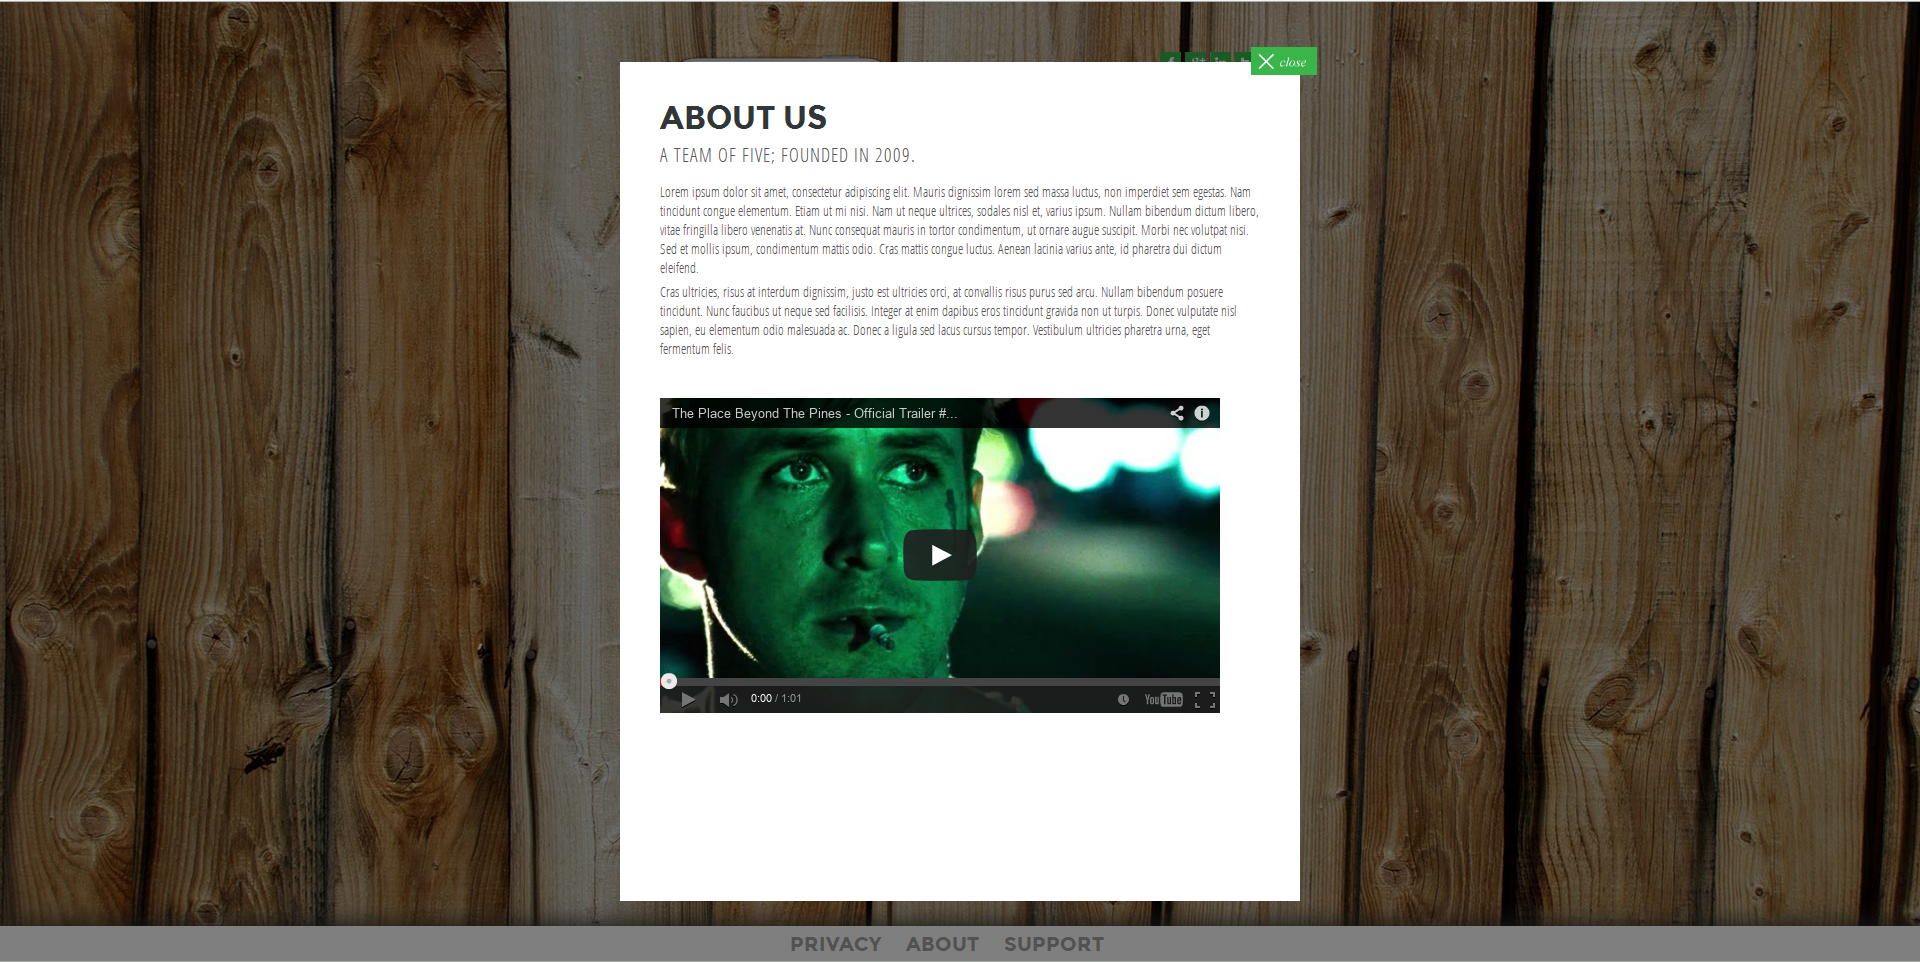 close
ABOUT US
A TEAM OF FIVE; FOUNDED IN 2009.
Lorem ipsum dolor sit amet, consectetur adipiscing elit. Mauris dignissim lorem sed massa luctus, non imperdiet sem egestas. Nam
tincidunt congue elementum. Etiam ut mi nisi. Nam ut neque ultrices, sodales nisl et, varius ipsum. Nullam bibendum dictum libero,
vitae fringilla libero venenatis at. Nunc consequat mauris in tortor condimentum, ut ornare augue suscipit. Morbi nec volutpat nisi.
Sed et mollis ipsum, condimentum mattis odio. Cras mattis congue luctus. Aenean lacinia varius ante, id pharetra dui dictum
eleifend.
Cras ultricies, risus at interdum dignissim, justo est ultricies orci, at convallis risus purus sed arcu. Nullam bibendum posuere
tincidunt. Nunc faucibus ut neque sed facilisis. Integer at enim dapibus eros tincidunt gravida non ut turpis. Donec vulputate nisl
sapien, eu elementum odio malesuada ac. Donec a ligula sed lacus cursus tempor. Vestibulum ultricies pharetra urna, eget
fermentum felis.
The Place Beyond The Pines - Official Trailer #...
0:00 / 1:01
YouTube
PRIVACY ABOUT SUPPORT